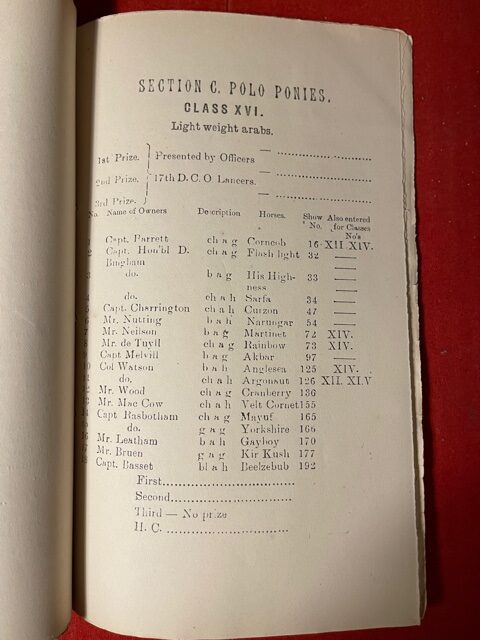 SECTION C. POLO PONIES.
CLASS XVI.
Light weight arabs.
1st Prize. Presented by Officers — ........................
2nd Prize. 17th D.C.O Lancers. — ........................
3rd Prize. — ........................
No. Name of Owners Description Horses. Show No. Also entered for Classes No's
Capt. Barrett ch a g Corncob 16 XII XIV.
2 Capt. Hon'bl D. Bingham ch a g Flash light 32 ——
do. b a g His Highness 33 ——
do. ch a h Sarfa 34 ——
Capt. Charrington ch a h Curzon 47 ——
Mr. Nutting b a h Narungar 54 ——
Mr. Neilson b a g Martinet 72 XIV.
Mr. de Tuyll ch a g Rainbow 73 XIV.
Capt Melvill b a g Akbar 97 ——
Col Watson b a h Anglesea 125 XIV.
do. ch a h Argonaut 126 XII. XI.V
Mr. Wood ch a g Cranberry 136
Mr. Mac Cow ch a h Velt Cornet 155
Capt Rasbotham ch a h Mayuf 165
do. g a g Yorkshire 166
Mr. Leatham b a h Gayboy 170
Mr. Bruen g a g Kir Kush 177
Capt. Basset bl a h Beelzebub 192
First.................................
Second..............................
Third — No prize
H. C. ..............................